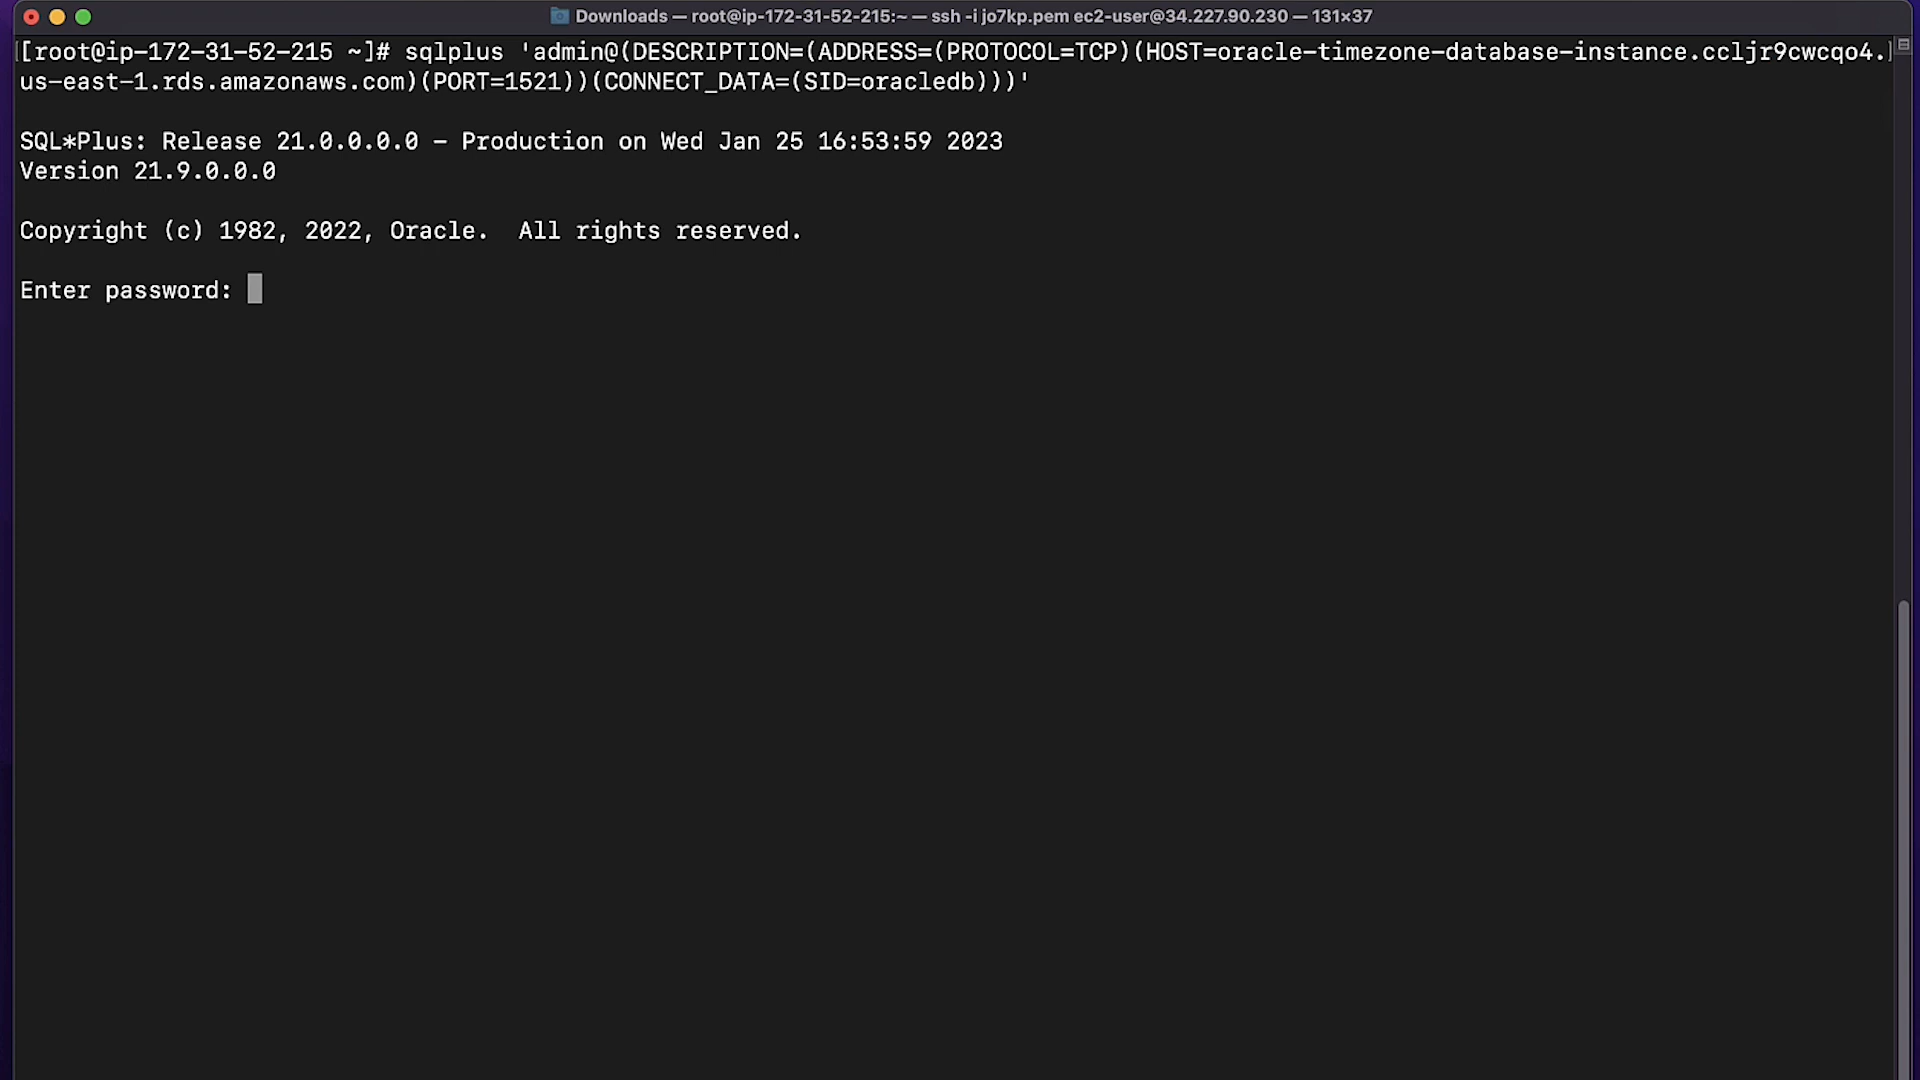 Downloads — root@ip-172-31-52-215:~ — ssh -i jo7kp.pem ec2-user@34.227.90.230 — 131×37
[[root@ip-172-31-52-215 ~]# sqlplus 'admin@(DESCRIPTION=(ADDRESS=(PROTOCOL=TCP)(HOST=oracle-timezone-database-instance.ccljr9cwcqo4.]
us-east-1.rds.amazonaws.com)(PORT=1521))(CONNECT_DATA=(SID=oracledb)))'
SQL*Plus: Release 21.0.0.0.0 - Production on Wed Jan 25 16:53:59 2023
Version 21.9.0.0.0
Copyright (c) 1982, 2022, Oracle.  All rights reserved.
Enter password: